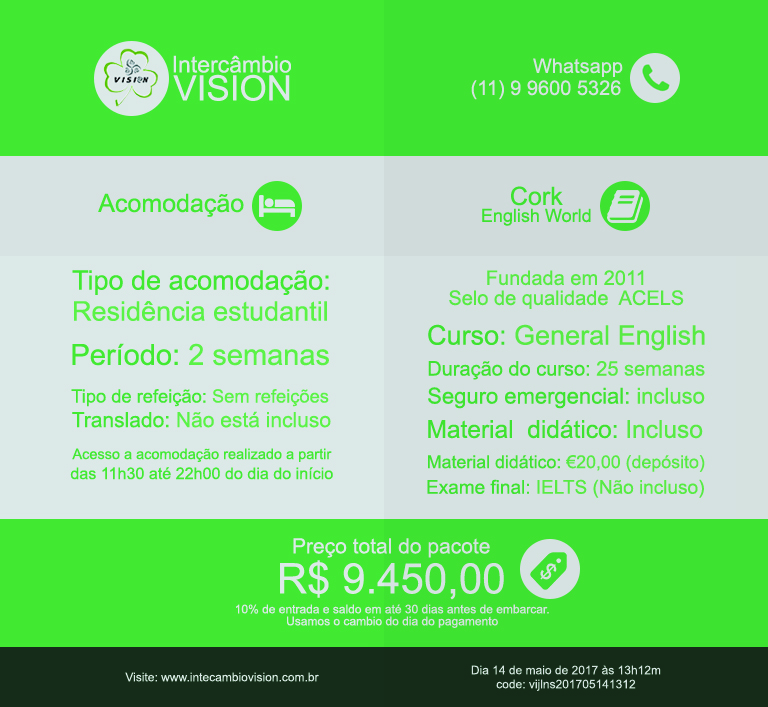 VISION
Intercâmbio
VISION
Whatsapp
(11) 9 9600 5326
Acomodação
Cork
English World
Tipo de acomodação:
Residência estudantil
Período: 2 semanas
Tipo de refeição: Sem refeições
Translado: Não está incluso
Acesso a acomodação realizado a partir
das 11h30 até 22h00 do dia do início
Fundada em 2011
Selo de qualidade ACELS
Curso: General English
Duração do curso: 25 semanas
Seguro emergencial: incluso
Material didático: Incluso
Material didático: €20,00 (depósito)
Exame final: IELTS (Não incluso)
Preço total do pacote
R$ 9.450,00
10% de entrada e saldo em até 30 dias antes de embarcar.
Usamos o cambio do dia do pagamento
Visite: www.intecambiovision.com.br
Dia 14 de maio de 2017 às 13h12m
code: vijlns201705141312